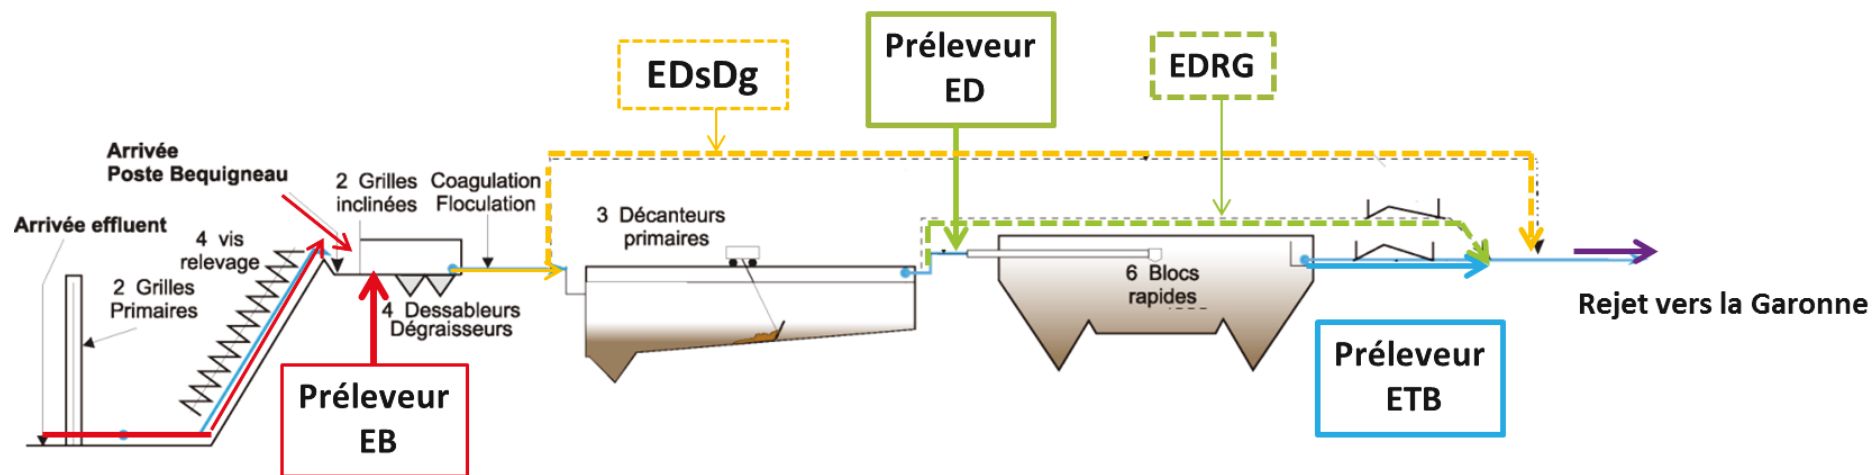 EDsDg
Préleveur
ED
EDRG
Arrivée
Poste Bequigneau
2 Grilles
inclinées
Coagulation
Floculation
3 Décanteurs
primaires
Arrivée effluent
4 vis
relevage
2 Grilles
Primaires
4 Dessableurs
Dégraisseurs
6 Blocs
rapides
Rejet vers la Garonne
Préleveur
EB
Préleveur
ETB